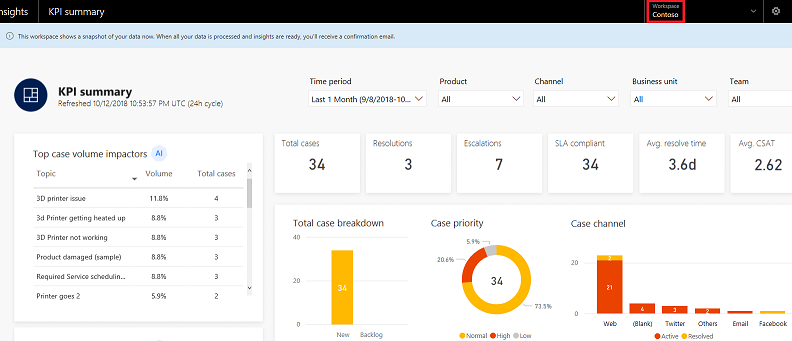 nsights KPI summary Workspace
Contoso
This workspace shows a snapshot of your data now. When all your data is processed and insights are ready, you'll receive a confirmation email.
KPI summary
Refreshed 10/12/2018 10:53:57 PM UTC (24h cycle)
Time period Product Channel Business unit Team
Last 1 Month (9/8/2018-10... All All All All
Top case volume impactors AI
Topic Volume Total cases
3D printer issue 11.8% 4
3d Printer getting heated up 8.8% 3
3D Printer not working 8.8% 3
Product damaged (sample) 8.8% 3
Required Service schedulin... 8.8% 3
Printer goes 2 5.9% 2
Total cases Resolutions Escalations SLA compliant Avg. resolve time Avg. CSAT
34 3 7 34 3.6d 2.62
Total case breakdown
40
20
0
34
New Backlog
Case priority
5.9%
20.6%
34
73.5%
Normal High Low
Case channel
20
0
3
21 4 3 2
Web (Blank) Twitter Others Email Facebook
Active Resolved